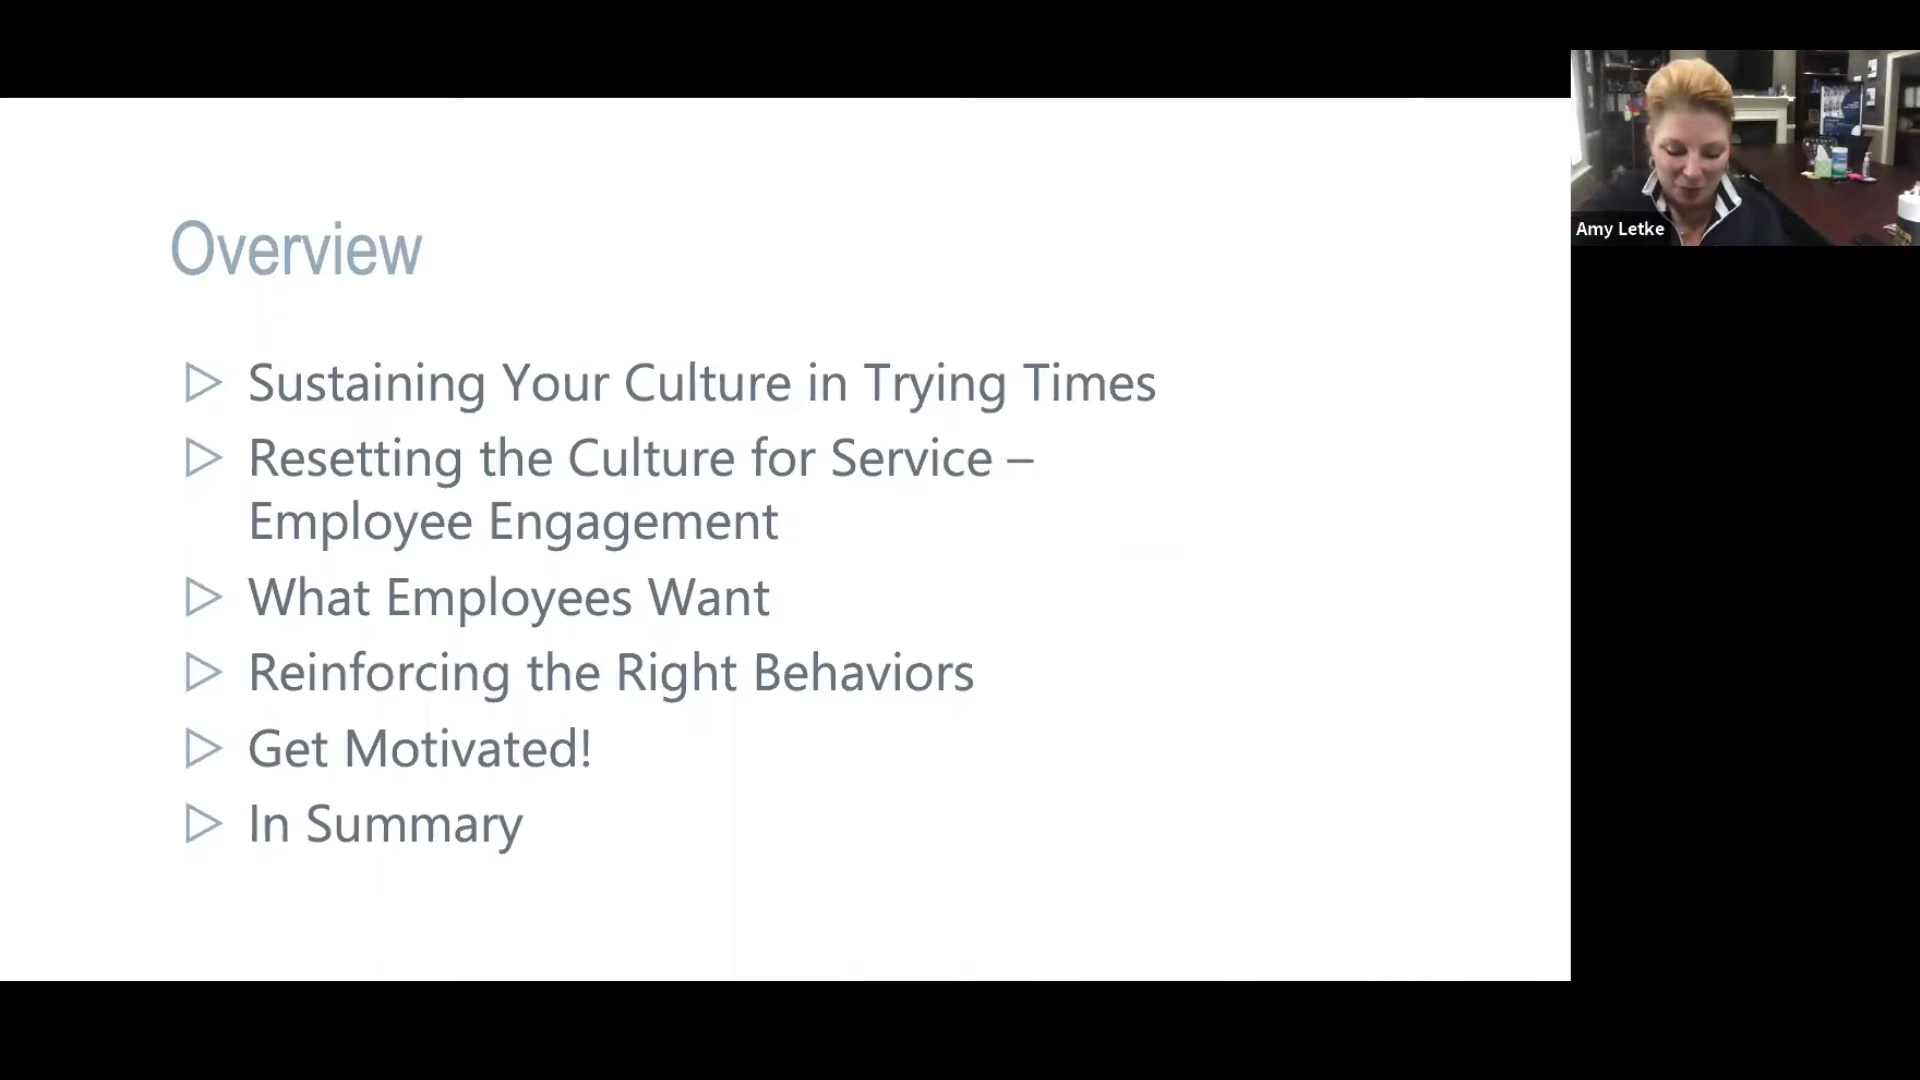 Overview
▷ Sustaining Your Culture in Trying Times
▷ Resetting the Culture for Service –
Employee Engagement
▷ What Employees Want
▷ Reinforcing the Right Behaviors
▷ Get Motivated!
▷ In Summary
Amy Letke